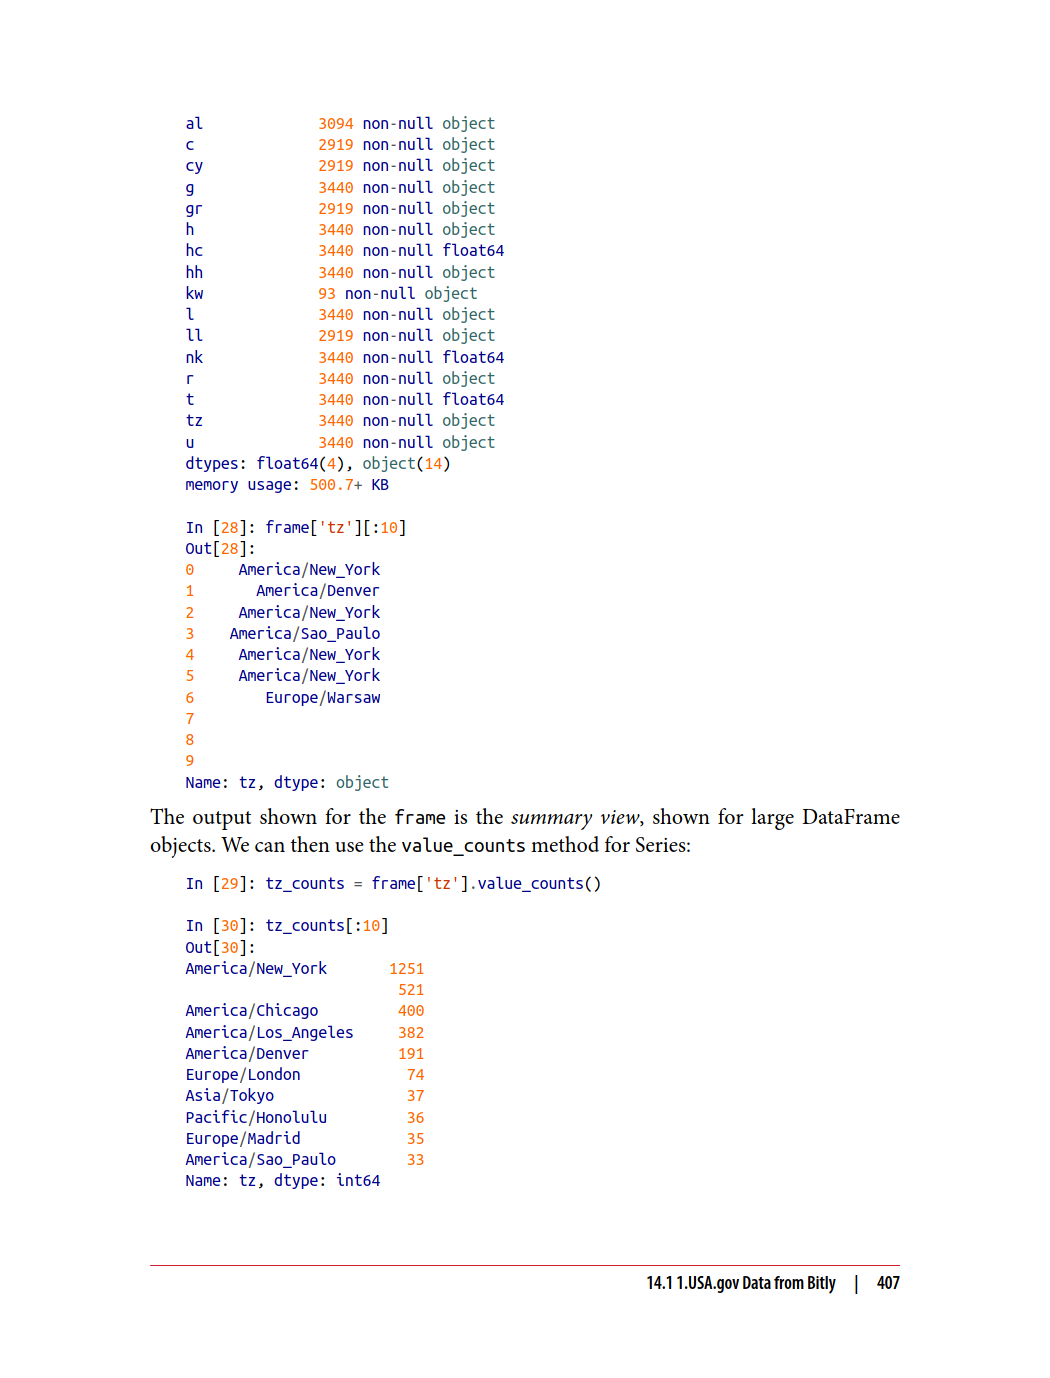 al             3094 non-null object
c              2919 non-null object
cy             2919 non-null object
g              3440 non-null object
gr             2919 non-null object
h              3440 non-null object
hc             3440 non-null float64
hh             3440 non-null object
kw             93 non-null object
l              3440 non-null object
ll             2919 non-null object
nk             3440 non-null float64
r              3440 non-null object
t              3440 non-null float64
tz             3440 non-null object
u              3440 non-null object
dtypes: float64(4), object(14)
memory usage: 500.7+ KB
In [28]: frame['tz'][:10]
Out[28]:
0     America/New_York
1       America/Denver
2     America/New_York
3    America/Sao_Paulo
4     America/New_York
5     America/New_York
6        Europe/Warsaw
7
8
9
Name: tz, dtype: object
The output shown for the frame is the summary view, shown for large DataFrame
objects. We can then use the value_counts method for Series:
In [29]: tz_counts = frame['tz'].value_counts()
In [30]: tz_counts[:10]
Out[30]:
America/New_York       1251
                        521
America/Chicago         400
America/Los_Angeles     382
America/Denver          191
Europe/London            74
Asia/Tokyo               37
Pacific/Honolulu         36
Europe/Madrid            35
America/Sao_Paulo        33
Name: tz, dtype: int64
14.1 1.USA.gov Data from Bitly | 407